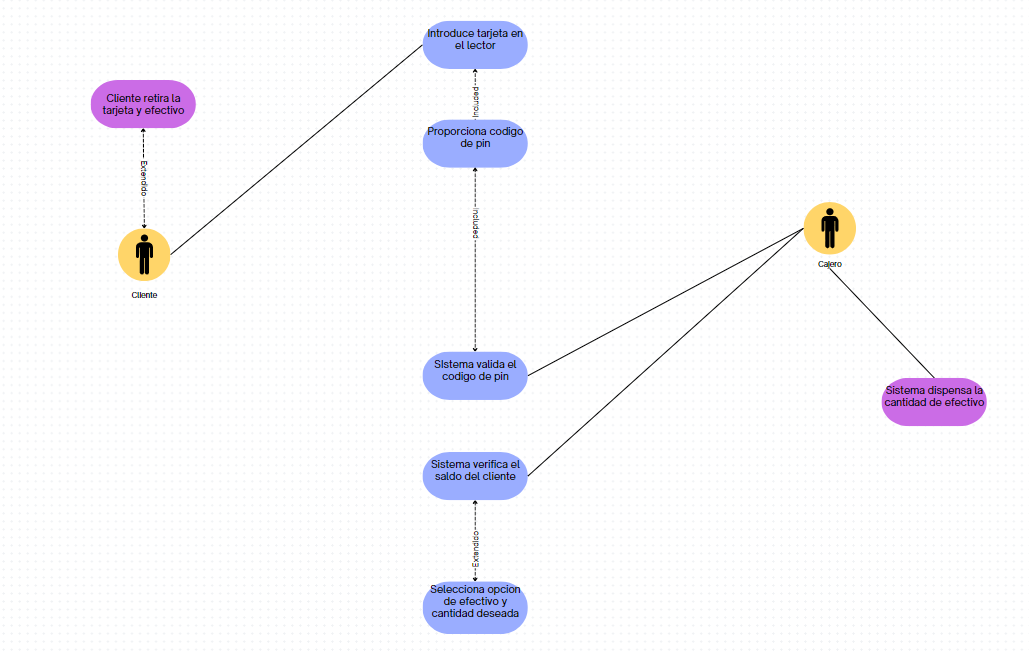 Introduce tarjeta en
el lector
Included
Cliente retira la
tarjeta y efectivo
Extendido
Proporciona codigo
de pin
Included
Cliente
Cajero
SIstema valida el
codigo de pin
Sistema dispensa la
cantidad de efectivo
Sistema verifica el
saldo del cliente
Extendido
Selecciona opcion
de efectivo y
cantidad deseada